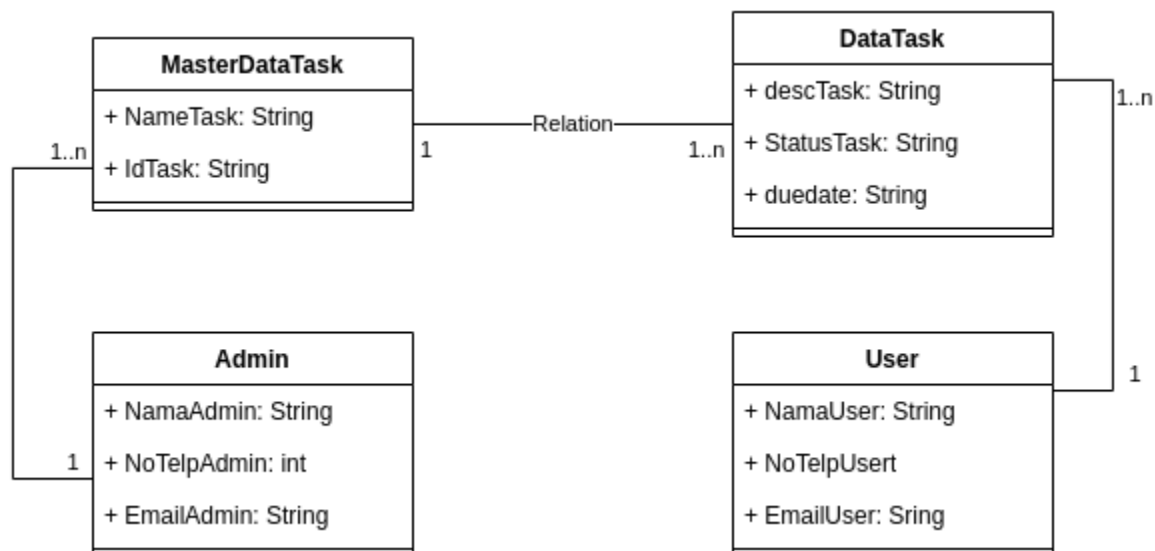 MasterDataTask
+ NameTask: String
+ IdTask: String
1..n
1
Relation
1..n
DataTask
+ descTask: String
+ StatusTask: String
+ duedate: String
1..n
Admin
+ NamaAdmin: String
+ NoTelpAdmin: int
+ EmailAdmin: String
1
User
+ NamaUser: String
+ NoTelpUsert
+ EmailUser: Sring
1